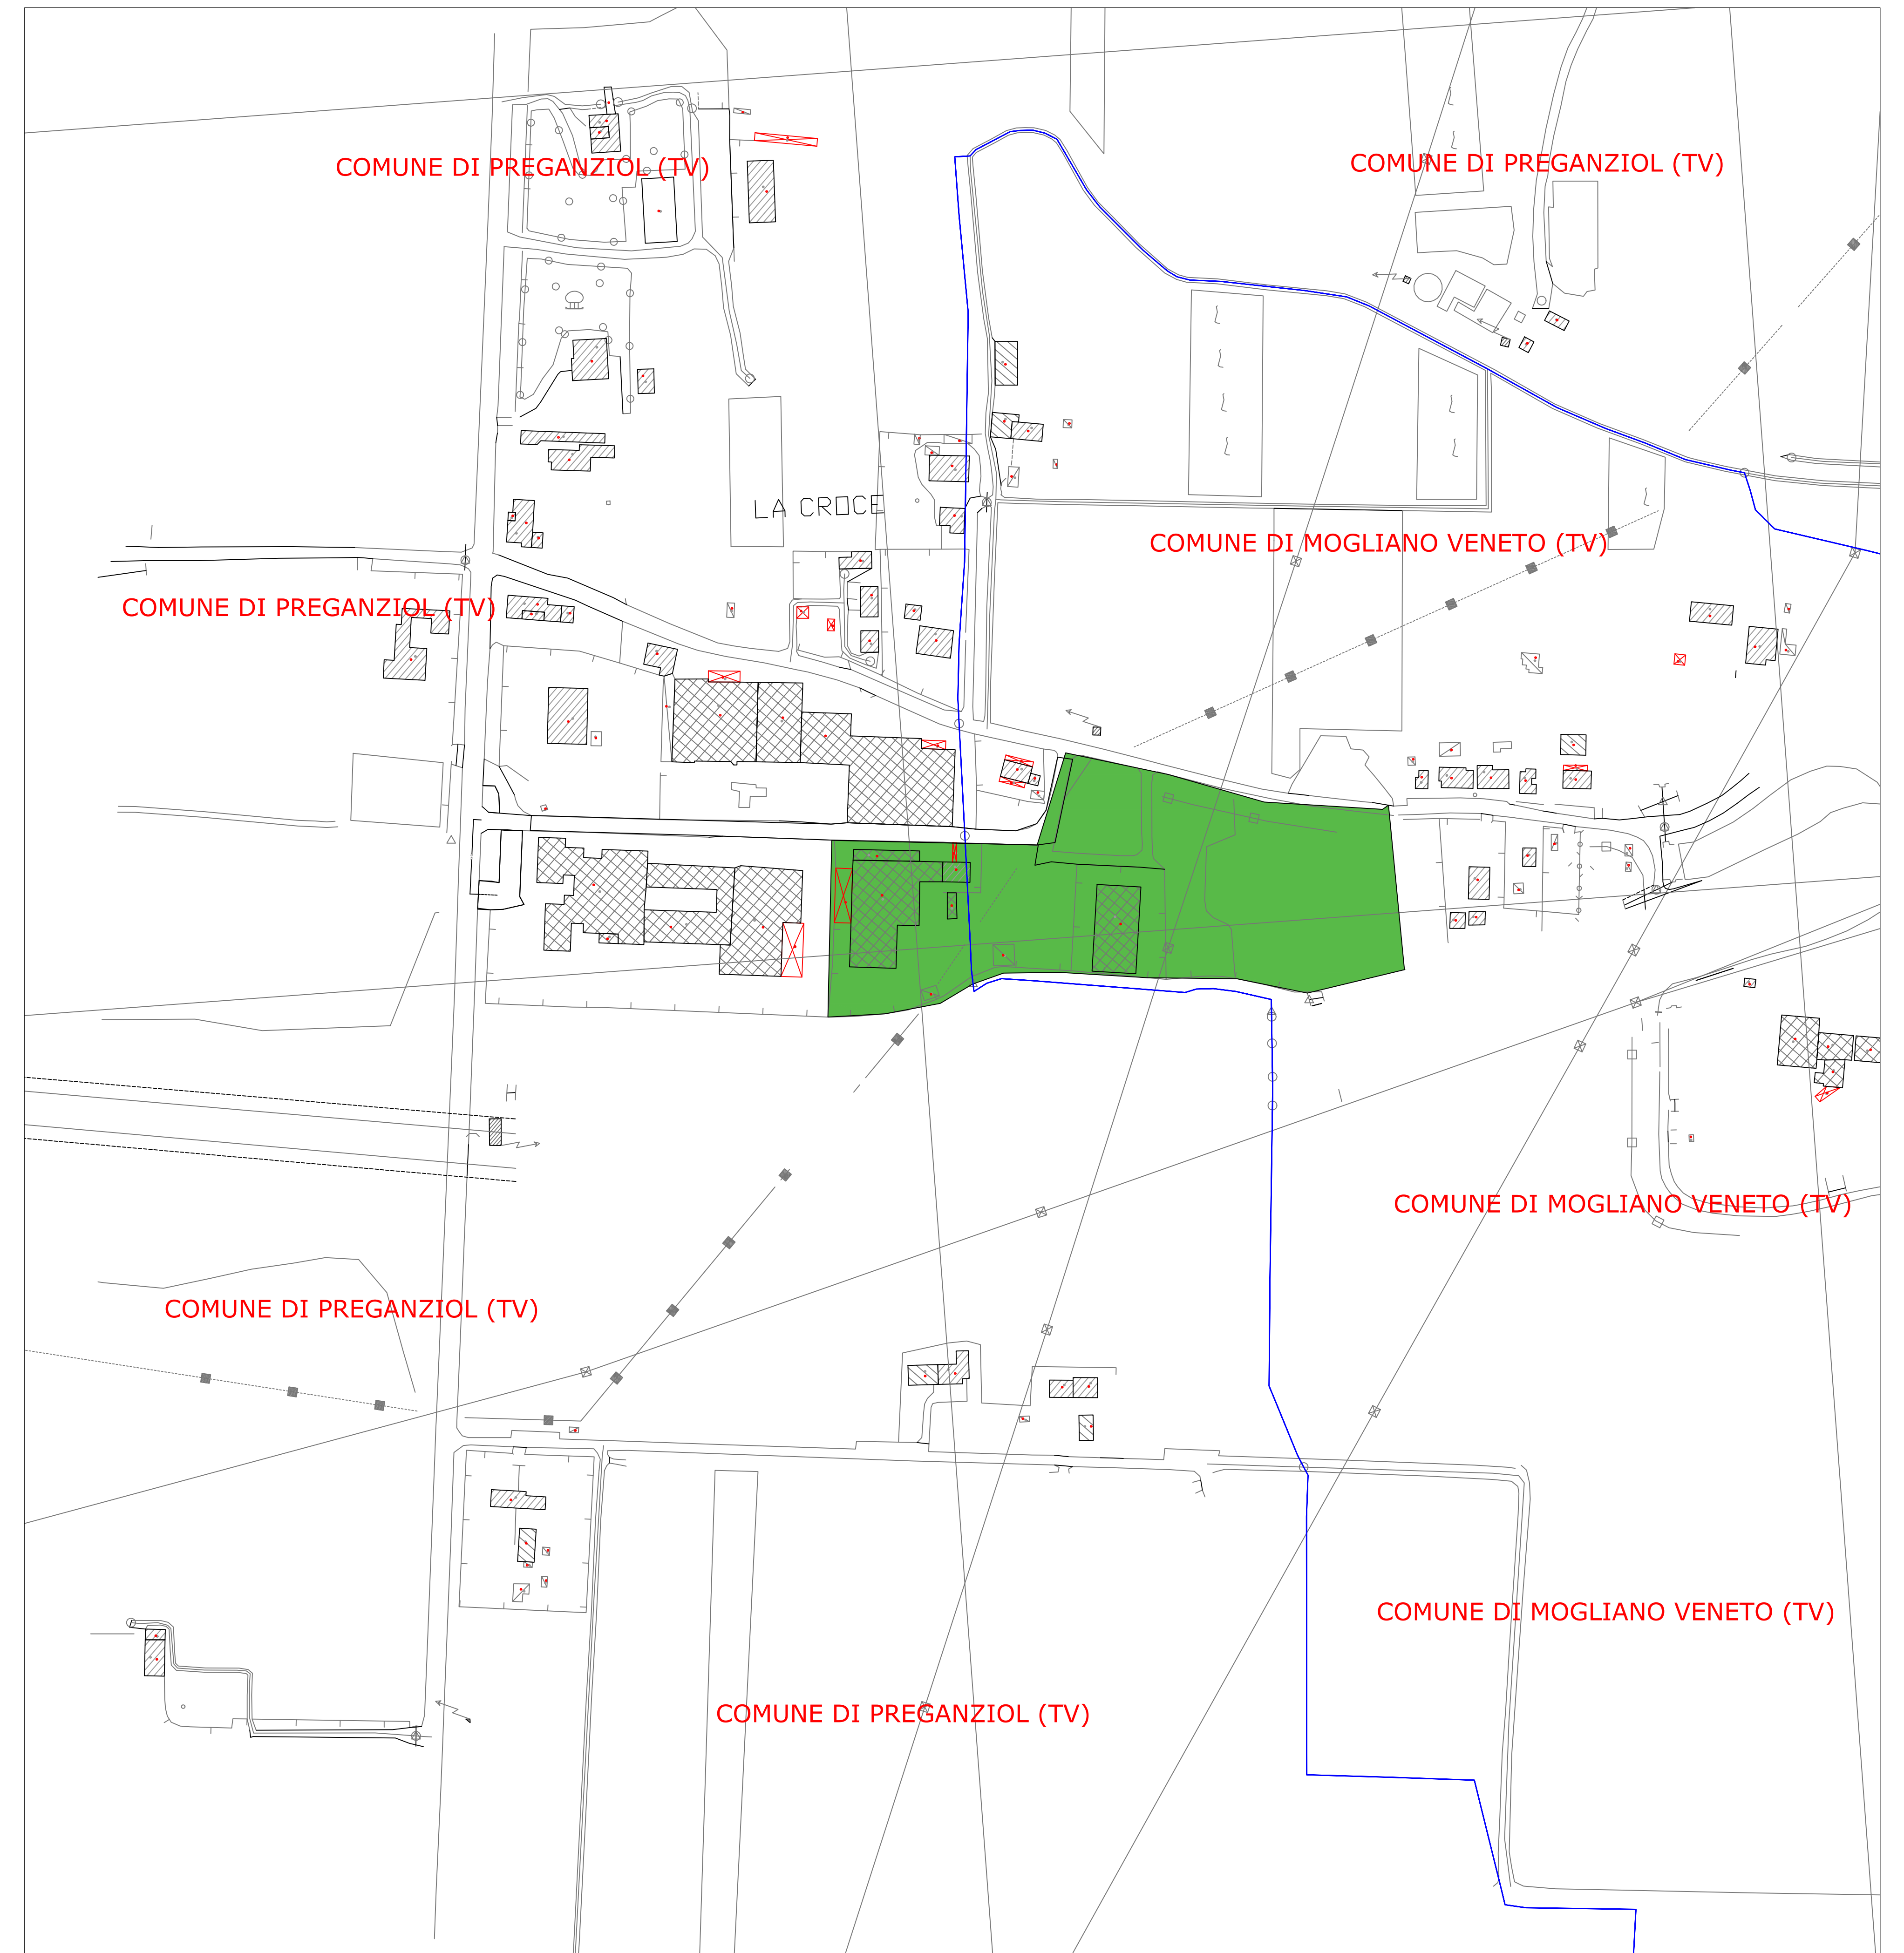 COMUNE DI PREGANZIOL (TV)
COMUNE DI PREGANZIOL (TV)
LA CROCE
COMUNE DI MOGLIANO VENETO (TV)
COMUNE DI PREGANZIOL (TV)
COMUNE DI MOGLIANO VENETO (TV)
COMUNE DI PREGANZIOL (TV)
COMUNE DI MOGLIANO VENETO (TV)
COMUNE DI PREGANZIOL (TV)